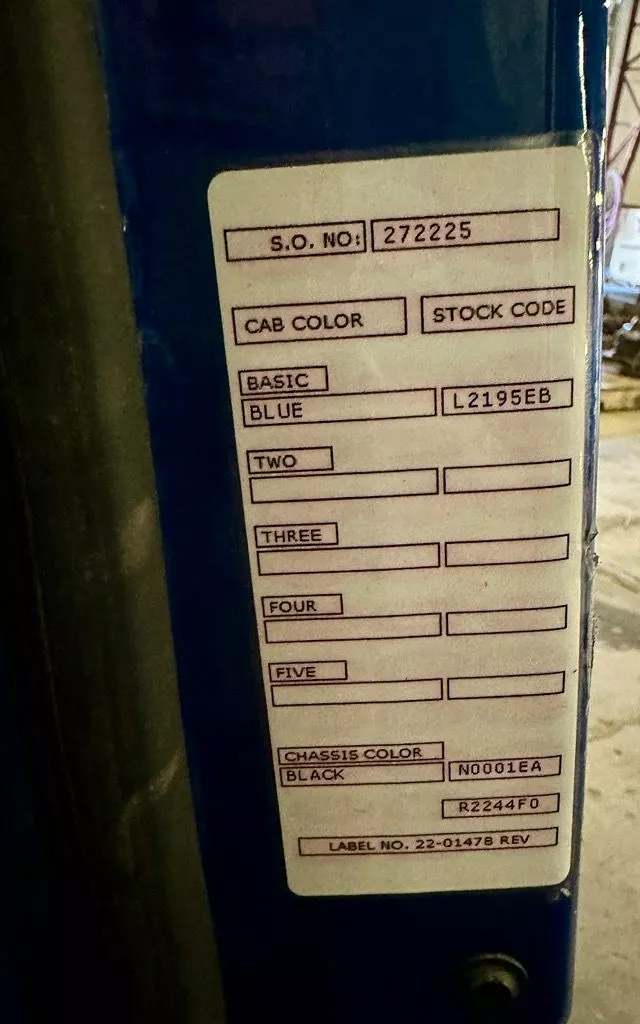 S.O. NO: 272225
CAB COLOR STOCK CODE
BASIC
BLUE L2195EB
TWO
THREE
FOUR
FIVE
CHASSIS COLOR
BLACK N0001EA
R2244F0
LABEL NO. 22-0147B REV